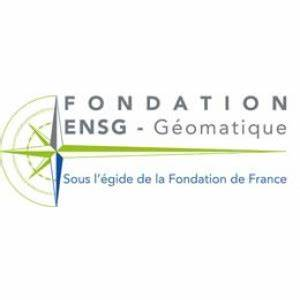 FONDATION
ENSG - Géomatique
Sous l'égide de la Fondation de France